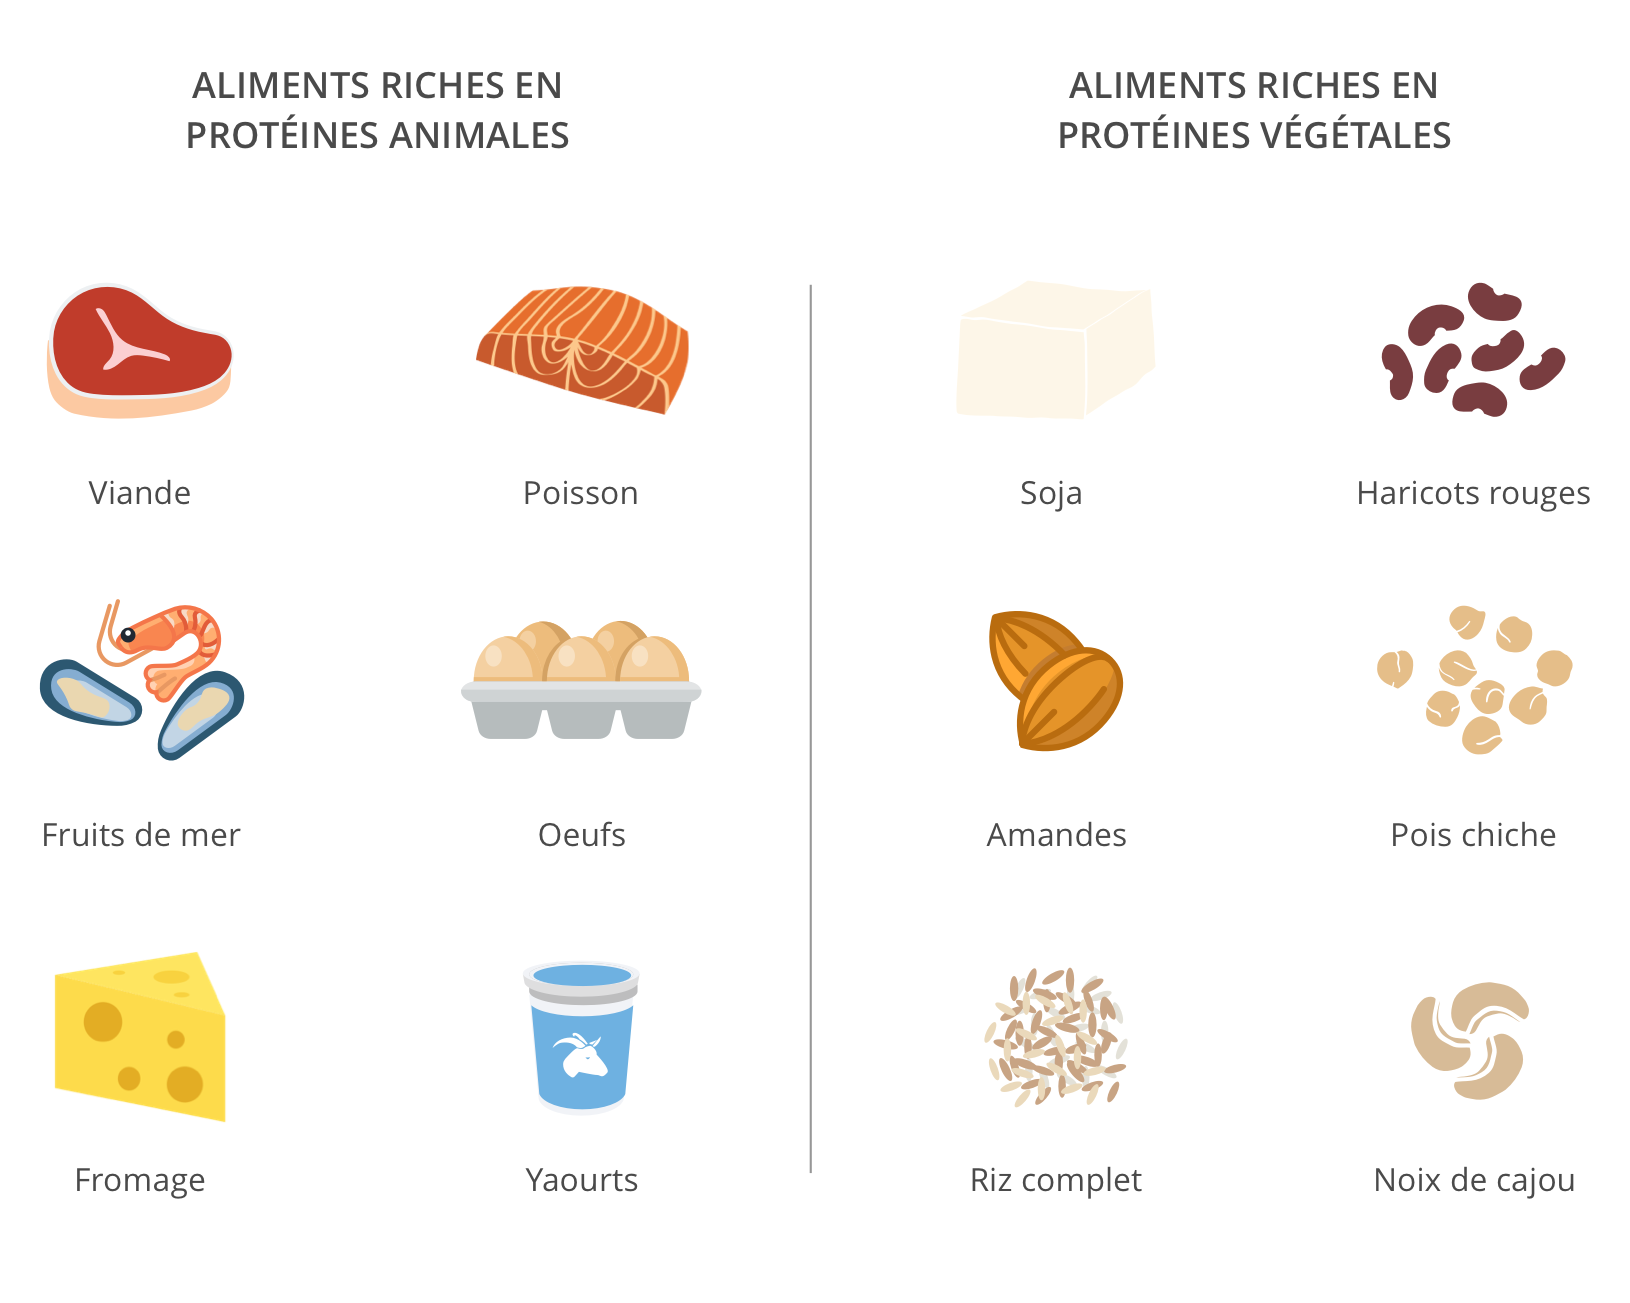 ALIMENTS RICHES EN
PROTÉINES ANIMALES
Viande
Poisson
Fruits de mer
Oeufs
Fromage
Yaourts
ALIMENTS RICHES EN
PROTÉINES VÉGÉTALES
Soja
Haricots rouges
Amandes
Pois chiche
Riz complet
Noix de cajou